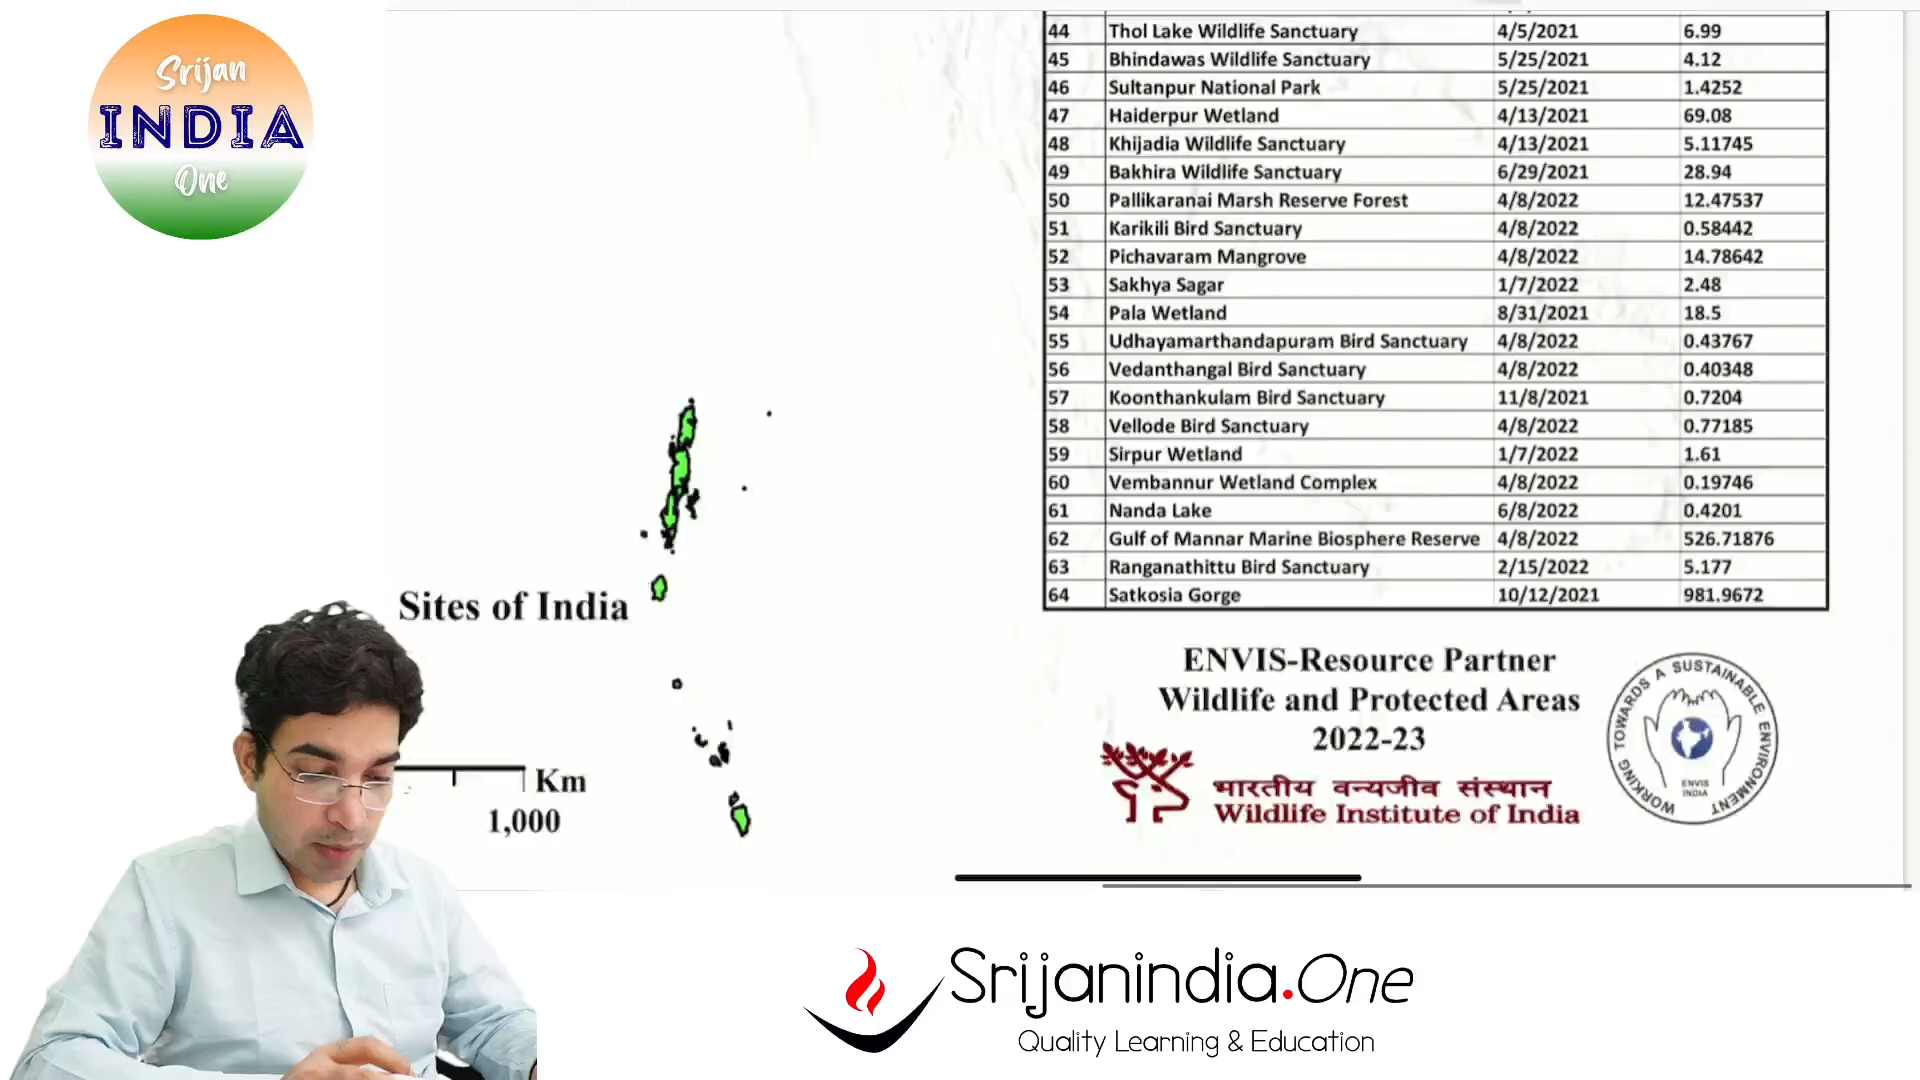 Srijan
INDIA
One
44 Thol Lake Wildlife Sanctuary 4/5/2021 6.99
45 Bhindawas Wildlife Sanctuary 5/25/2021 4.12
46 Sultanpur National Park 5/25/2021 1.4252
47 Haiderpur Wetland 4/13/2021 69.08
48 Khijadia Wildlife Sanctuary 4/13/2021 5.11745
49 Bakhira Wildlife Sanctuary 6/29/2021 28.94
50 Pallikaranai Marsh Reserve Forest 4/8/2022 12.47537
51 Karikili Bird Sanctuary 4/8/2022 0.58442
52 Pichavaram Mangrove 4/8/2022 14.78642
53 Sakhya Sagar 1/7/2022 2.48
54 Pala Wetland 8/31/2021 18.5
55 Udhayamarthandapuram Bird Sanctuary 4/8/2022 0.43767
56 Vedanthangal Bird Sanctuary 4/8/2022 0.40348
57 Koonthankulam Bird Sanctuary 11/8/2021 0.7204
58 Vellode Bird Sanctuary 4/8/2022 0.77185
59 Sirpur Wetland 1/7/2022 1.61
60 Vembannur Wetland Complex 4/8/2022 0.19746
61 Nanda Lake 6/8/2022 0.4201
62 Gulf of Mannar Marine Biosphere Reserve 4/8/2022 526.71876
63 Ranganathittu Bird Sanctuary 2/15/2022 5.177
64 Satkosia Gorge 10/12/2021 981.9672
Sites of India
Km
1,000
ENVIS-Resource Partner
Wildlife and Protected Areas
2022-23
भारतीय वन्यजीव संस्थान
Wildlife Institute of India
WORKING TOWARDS A SUSTAINABLE ENVIRONMENT
ENVIS
INDIA
Srijanindia.One
Quality Learning & Education